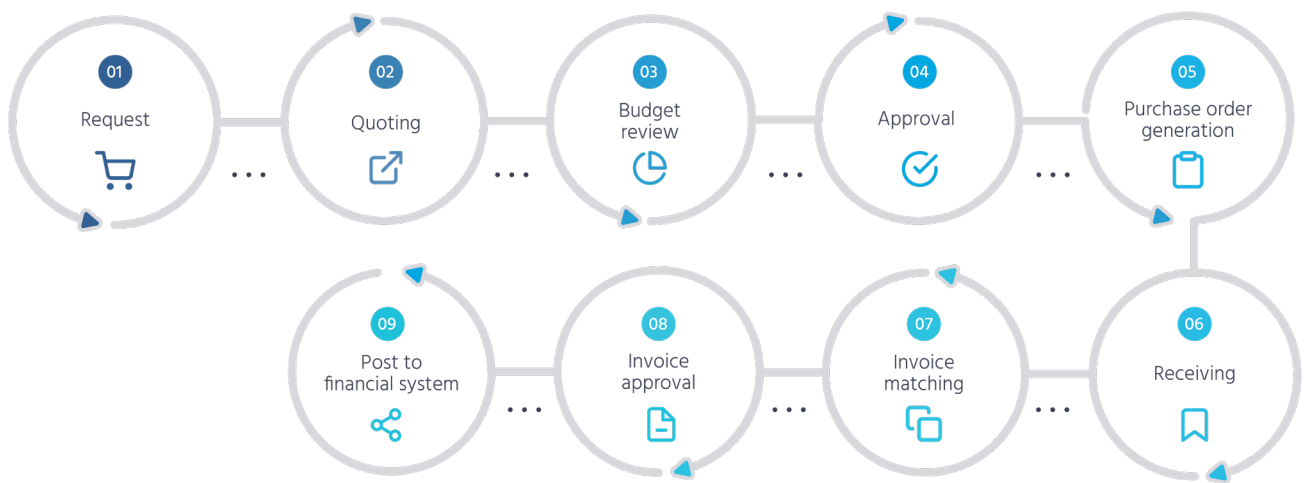 01
Request
02
Quoting
03
Budget
review
04
Approval
05
Purchase order
generation
...
...
...
...
06
Receiving
07
Invoice
matching
08
Invoice
approval
09
Post to
financial system
...
...
...